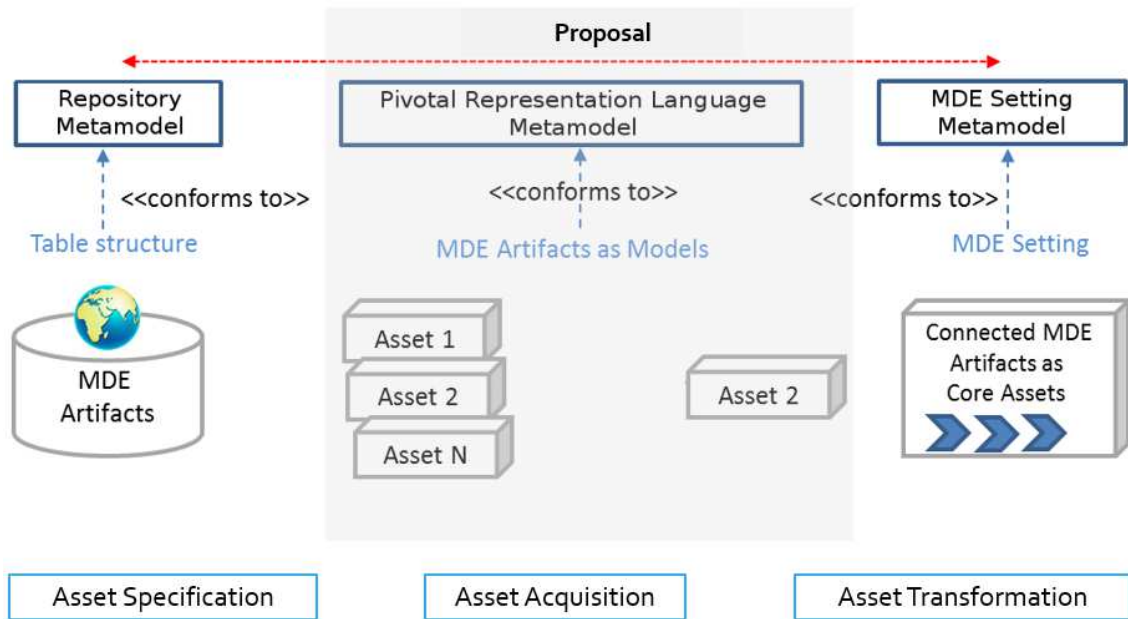 Proposal
Repository
Metamodel
Pivotal Representation Language
Metamodel
MDE Setting
Metamodel
<<conforms to>>
<<conforms to>>
<<conforms to>>
Table structure
MDE Artifacts as Models
MDE Setting
MDE
Artifacts
Asset 1
Asset 2
Asset N
Asset 2
Connected MDE
Artifacts as
Core Assets
Asset Specification
Asset Acquisition
Asset Transformation